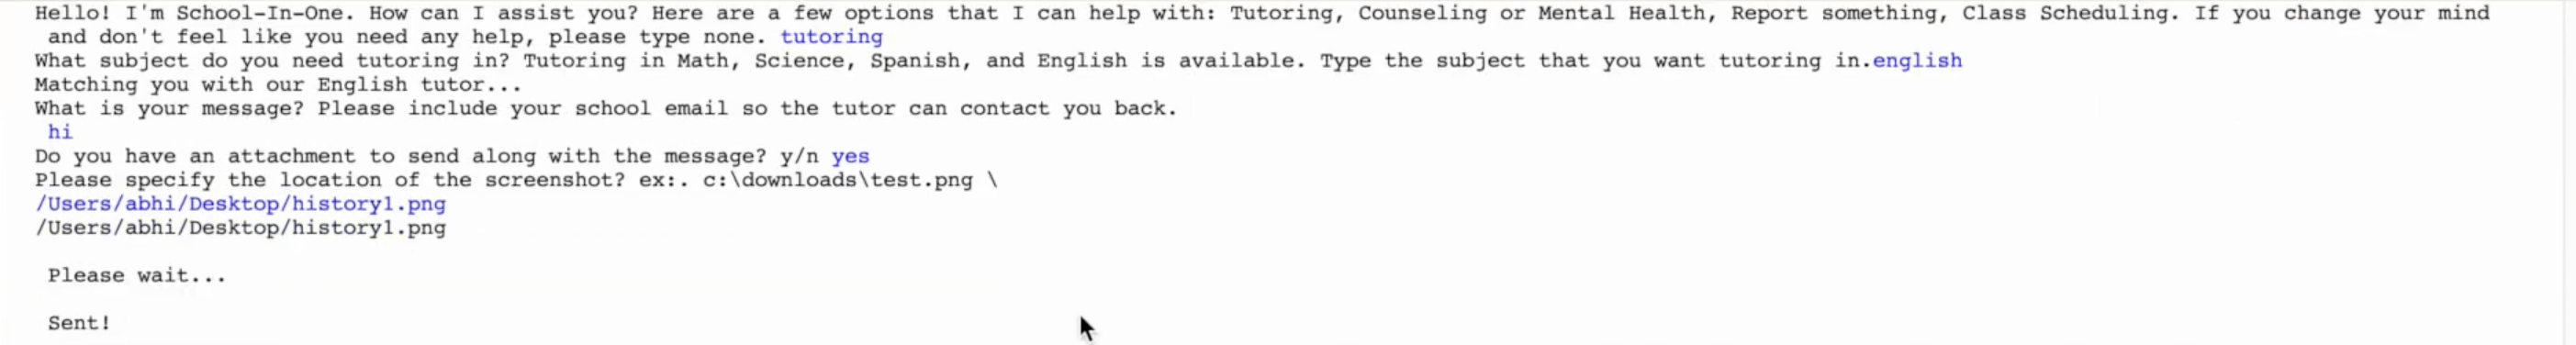 Hello! I'm School-In-One. How can I assist you? Here are a few options that I can help with: Tutoring, Counseling or Mental Health, Report something, Class Scheduling. If you change your mind
and don't feel like you need any help, please type none. tutoring
What subject do you need tutoring in? Tutoring in Math, Science, Spanish, and English is available. Type the subject that you want tutoring in.english
Matching you with our English tutor...
What is your message? Please include your school email so the tutor can contact you back.
hi
Do you have an attachment to send along with the message? y/n yes
Please specify the location of the screenshot? ex:. c:\downloads\test.png \
/Users/abhi/Desktop/history1.png
/Users/abhi/Desktop/history1.png
Please wait...
Sent!